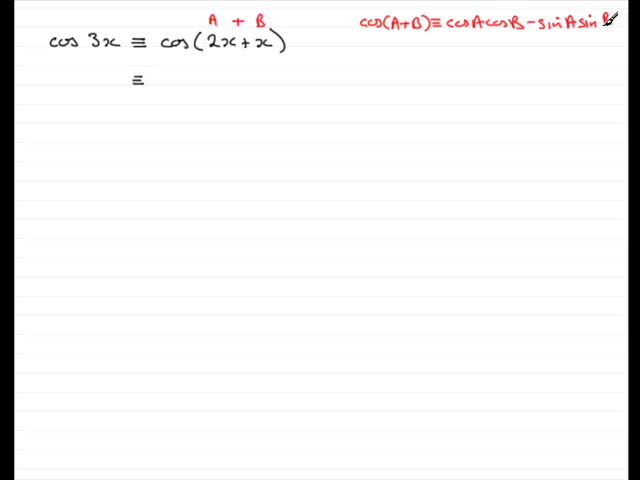 A + B
cos(A+B) ≡ cosAcosB - sinAsinB
cos 3x ≡ cos(2x+x)
≡